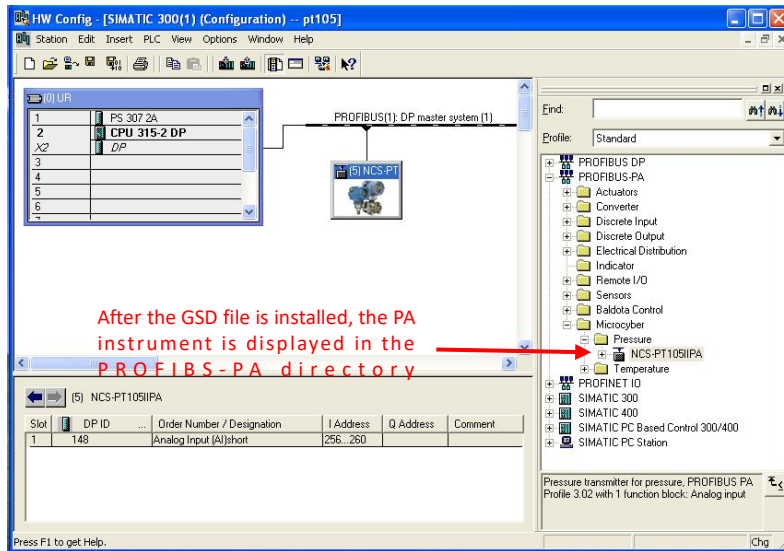 HW Config - [SIMATIC 300(1) (Configuration) -- pt105]
Station Edit Insert PLC View Options Window Help
(0) UR
1 PS 307 2A
2 CPU 315-2 DP
X2 DP
3
4
5
6
PROFIBUS(1): DP master system (1)
(5) NCS-PT
After the GSD file is installed, the PA
instrument is displayed in the
PROFIBS-PA directory
Find:
Profile: Standard
PROFIBUS DP
PROFIBUS-PA
Actuators
Converter
Discrete Input
Discrete Output
Electrical Distribution
Indicator
Remote I/O
Sensors
Baldota Control
Microcyber
Pressure
NCS-PT105IIPA
Temperature
PROFINET IO
SIMATIC 300
SIMATIC 400
SIMATIC PC Based Control 300/400
SIMATIC PC Station
(5) NCS-PT105IIPA
Slot DP ID ... Order Number / Designation I Address Q Address Comment
1 148 Analog Input (AI)short 256...260
Pressure transmitter for pressure, PROFIBUS PA
Profile 3.02 with 1 function block: Analog input
Press F1 to get Help.
Chg